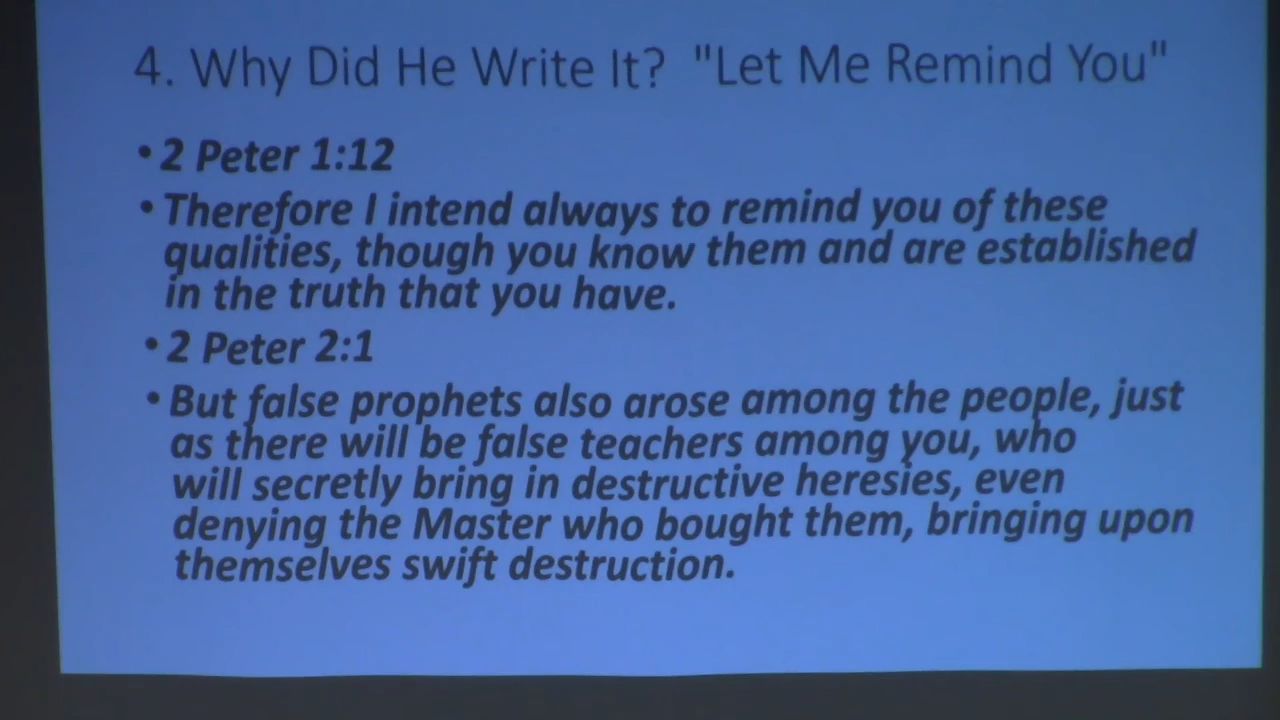 4. Why Did He Write It? "Let Me Remind You"
• 2 Peter 1:12
• Therefore I intend always to remind you of these
qualities, though you know them and are established
in the truth that you have.
• 2 Peter 2:1
• But false prophets also arose among the people, just
as there will be false teachers among you, who
will secretly bring in destructive heresies, even
denying the Master who bought them, bringing upon
themselves swift destruction.